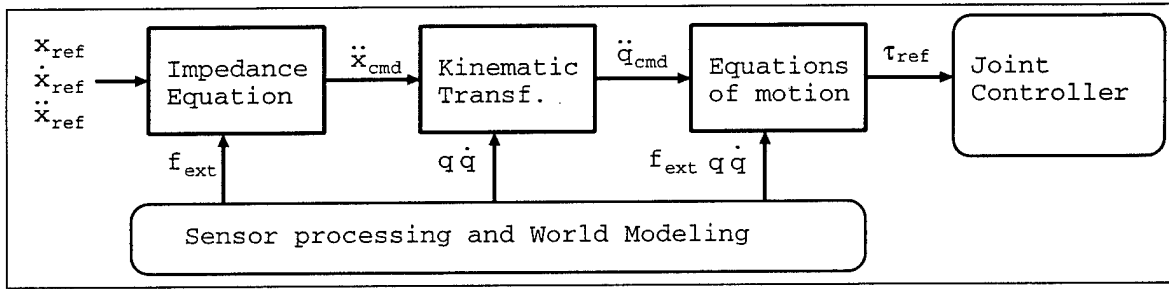 x_ref
ẋ_ref
ẍ_ref
Impedance
Equation
ẍ_cmd
Kinematic
Transf.
q̈_cmd
Equations
of motion
τ_ref
Joint
Controller
f_ext
q q̇
f_ext q q̇
Sensor processing and World Modeling